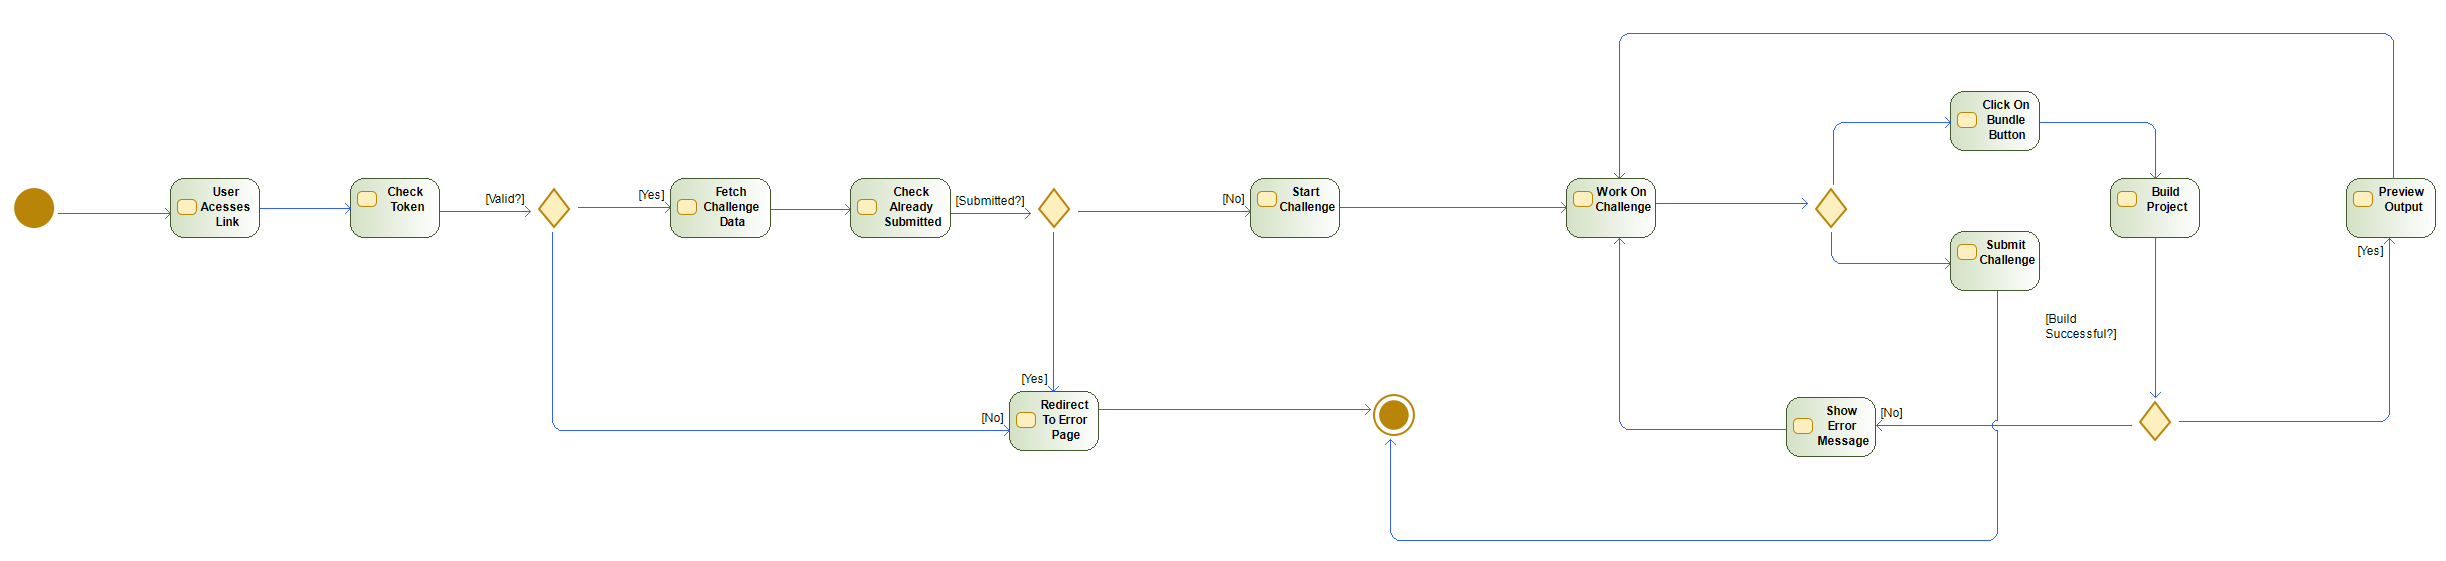 User
Acesses
Link
Check
Token
[Valid?]
[Yes]
Fetch
Challenge
Data
Check
Already
Submitted
[Submitted?]
[No]
Start
Challenge
Work On
Challenge
Click On
Bundle
Button
Submit
Challenge
Build
Project
Preview
Output
[Yes]
[Build
Successful?]
[Yes]
[No]
Redirect
To Error
Page
Show
Error
Message
[No]